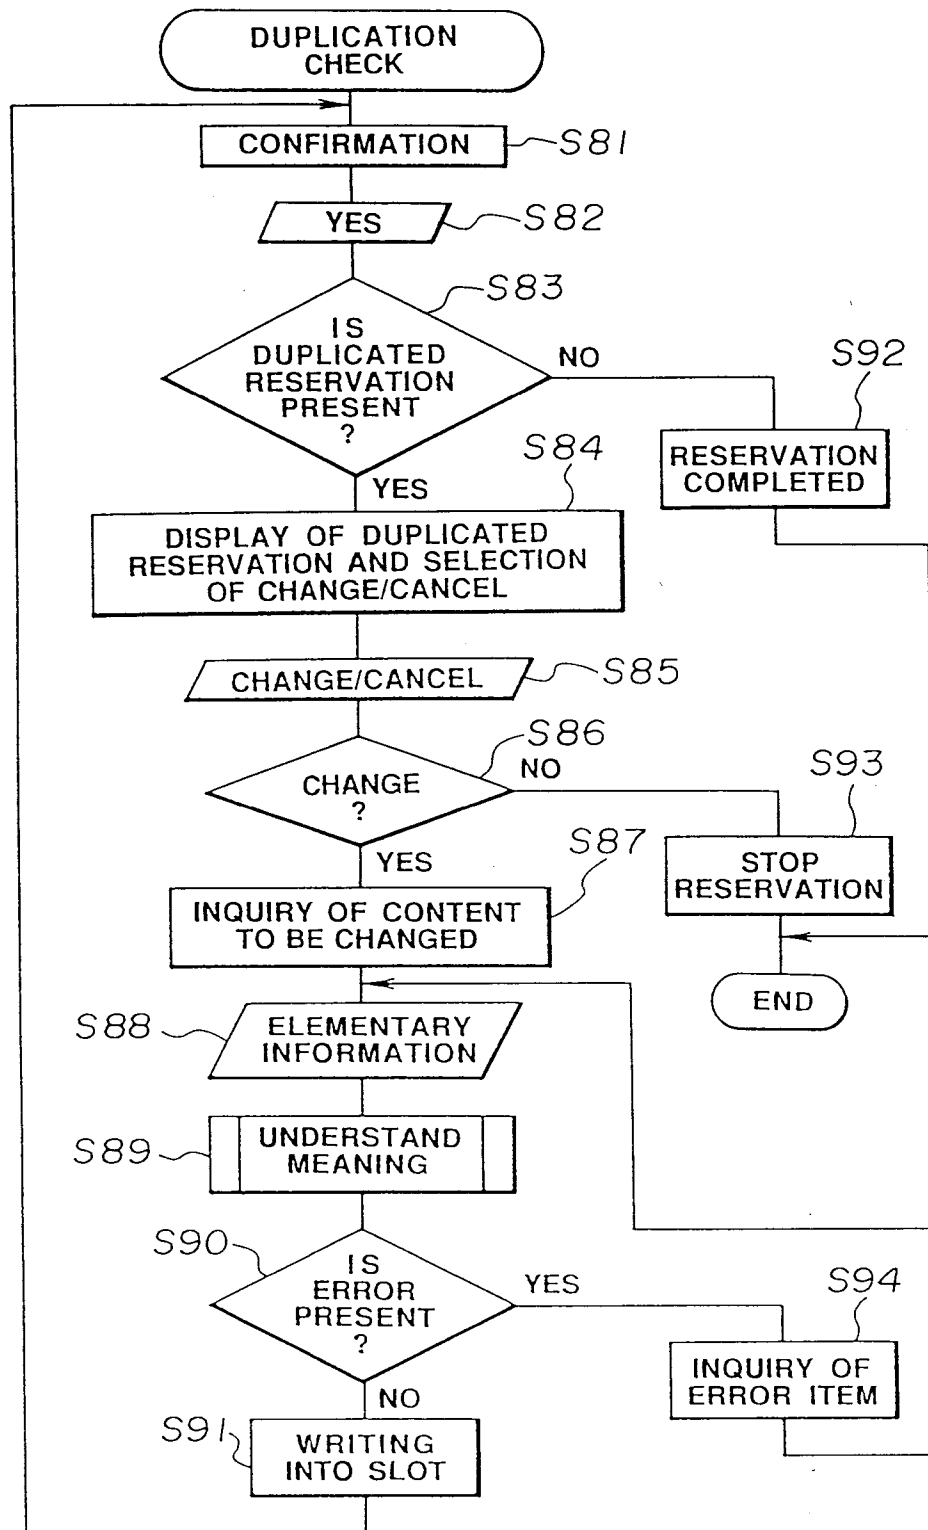 DUPLICATION
CHECK
CONFIRMATION
S81
YES
S82
S83
IS
DUPLICATED
RESERVATION
PRESENT
?
NO
S92
RESERVATION
COMPLETED
YES
S84
DISPLAY OF DUPLICATED
RESERVATION AND SELECTION
OF CHANGE/CANCEL
CHANGE/CANCEL
S85
S86
CHANGE
?
NO
S93
STOP
RESERVATION
END
YES
S87
INQUIRY OF CONTENT
TO BE CHANGED
S88
ELEMENTARY
INFORMATION
S89
UNDERSTAND
MEANING
S90
IS
ERROR
PRESENT
?
YES
S94
INQUIRY OF
ERROR ITEM
NO
S91
WRITING
INTO SLOT